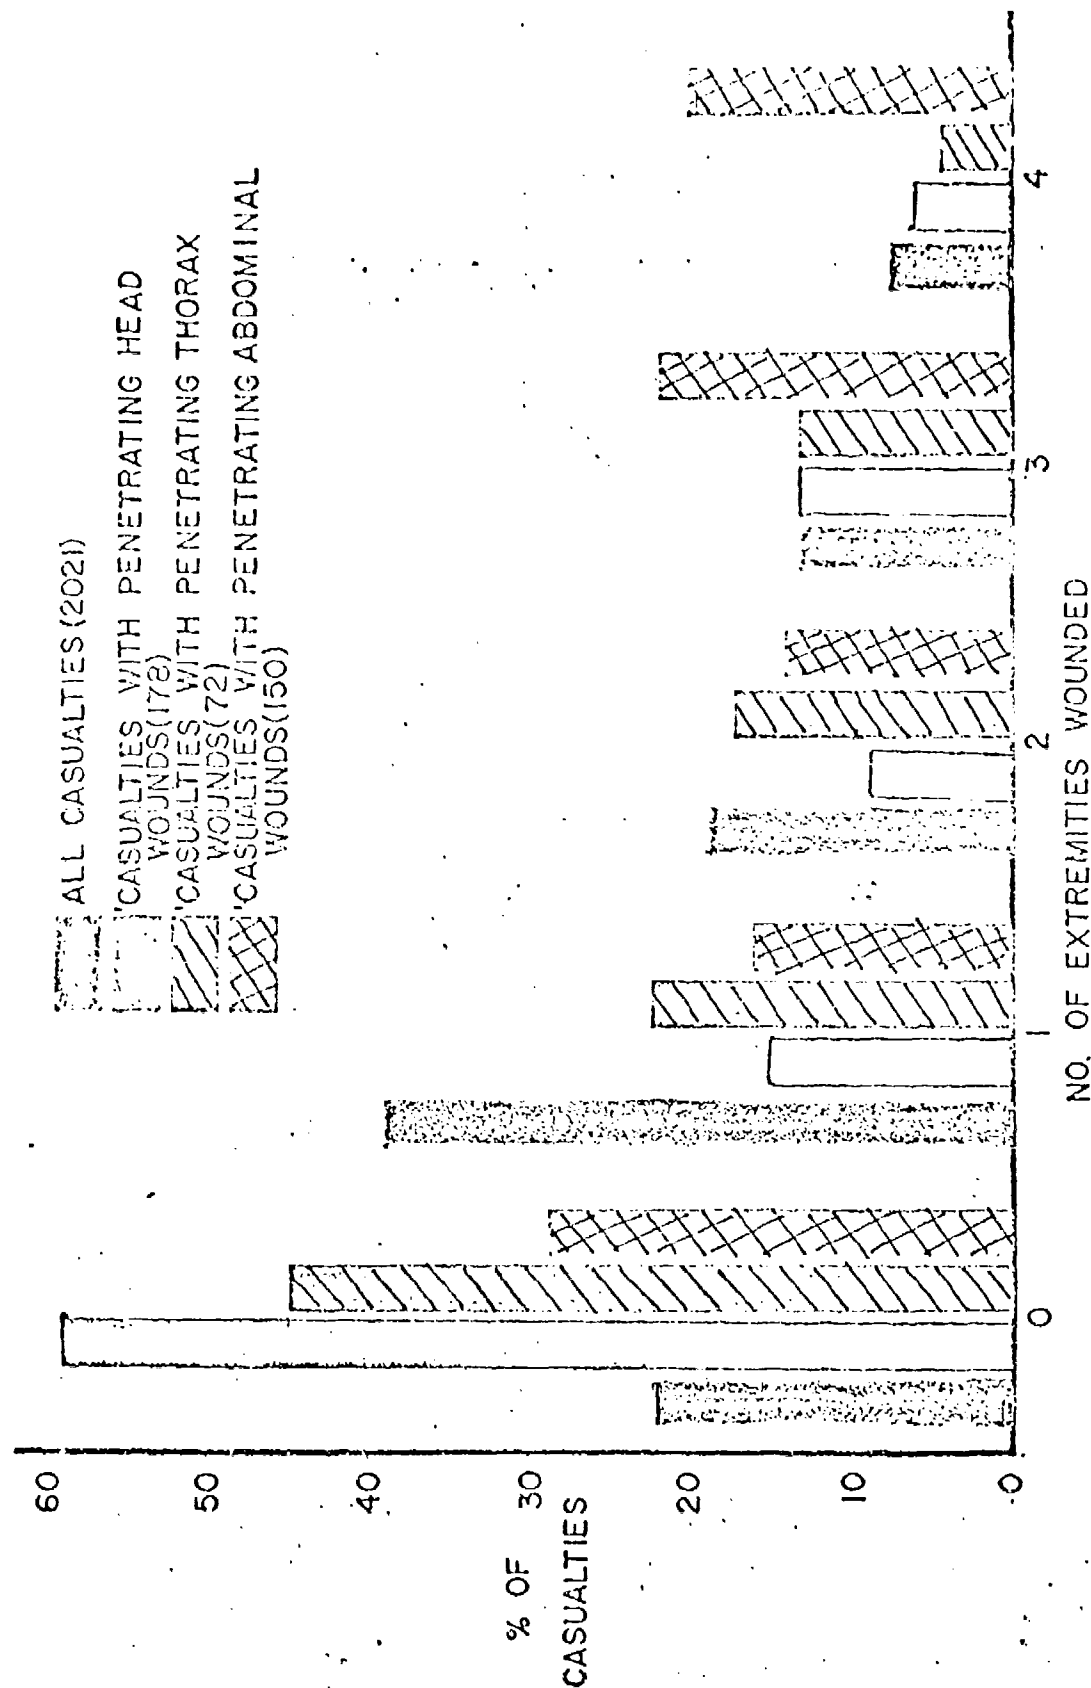 ALL CASUALTIES (2021)
'CASUALTIES WITH PENETRATING HEAD
WOUNDS(178)
'CASUALTIES WITH PENETRATING THORAX
WOUNDS(72)
'CASUALTIES WITH PENETRATING ABDOMINAL
WOUNDS(150)
60
50
40
30
20
10
0
% OF
CASUALTIES
0
1
2
3
4
NO. OF EXTREMITIES WOUNDED